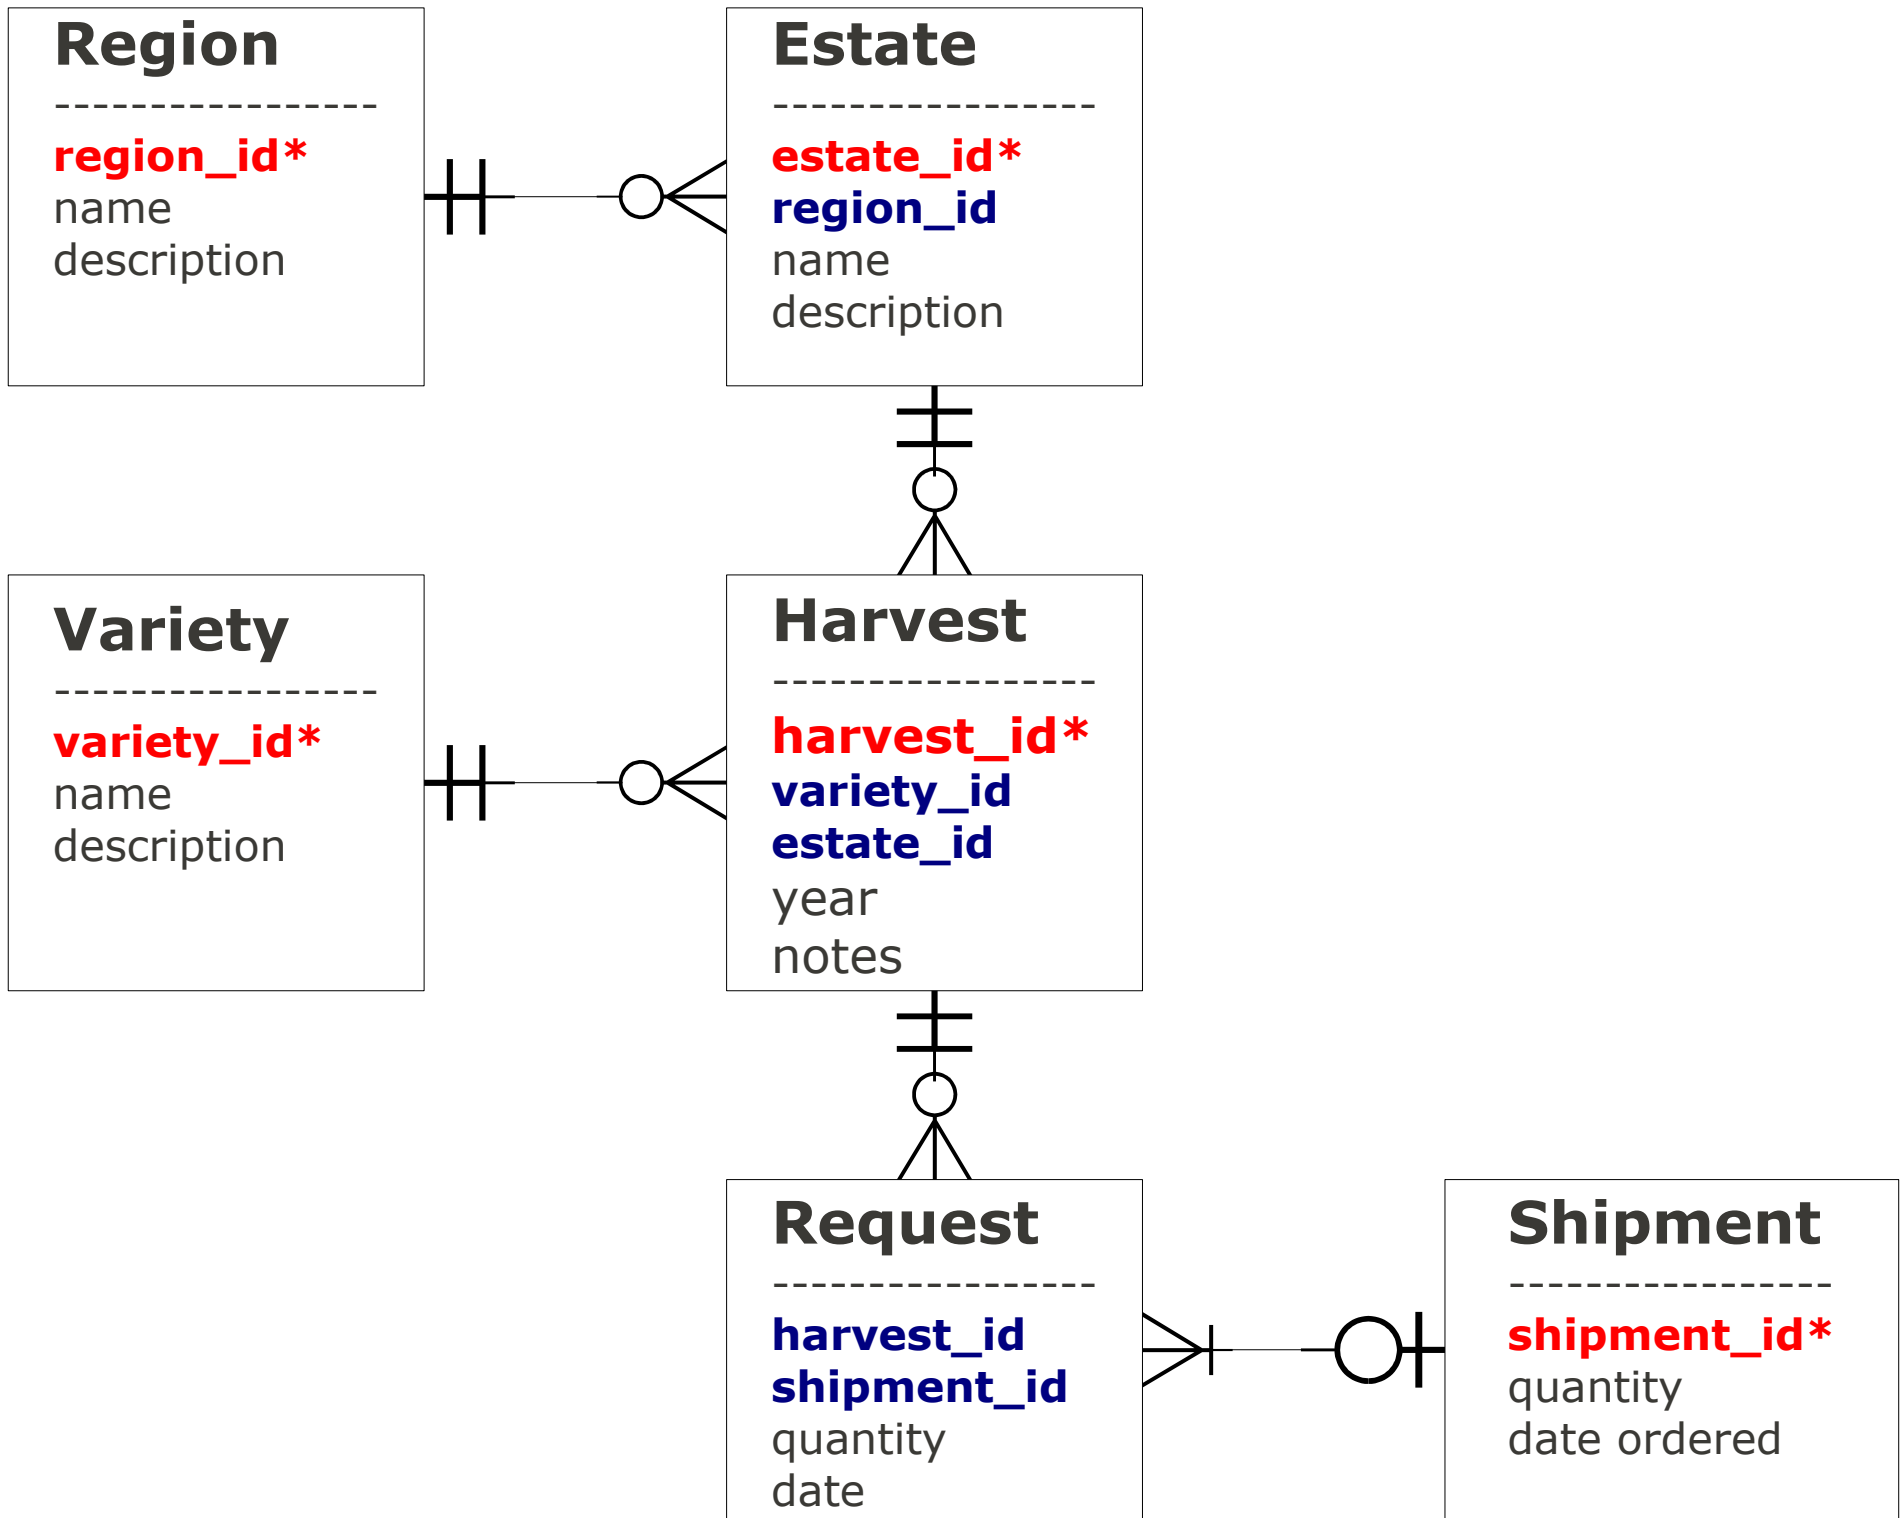 Region
-----------------
region_id*
name
description
Estate
-----------------
estate_id*
region_id
name
description
Variety
-----------------
variety_id*
name
description
Harvest
-----------------
harvest_id*
variety_id
estate_id
year
notes
Request
-----------------
harvest_id
shipment_id
quantity
date
Shipment
-----------------
shipment_id*
quantity
date ordered